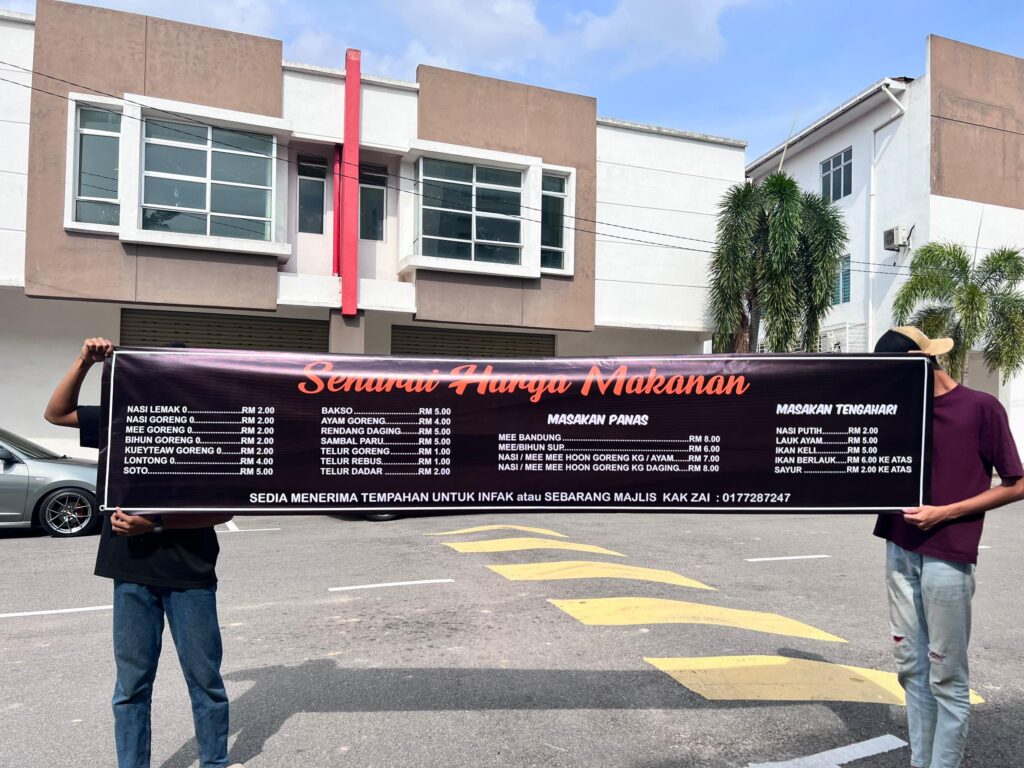 Senarai Harga Makanan
NASI LEMAK 0.....................RM 2.00
NASI GORENG 0..................RM 2.00
MEE GORENG 0...................RM 2.00
BIHUN GORENG 0................RM 2.00
KUEYTEAW GORENG 0.......RM 2.00
LONTONG 0.........................RM 4.00
SOTO....................................RM 5.00
BAKSO........................RM 5.00
AYAM GORENG............RM 4.00
RENDANG DAGING......RM 5.00
SAMBAL PARU.............RM 5.00
TELUR GORENG...........RM 1.00
TELUR REBUS..............RM 1.00
TELUR DADAR..............RM 2.00
MASAKAN PANAS
MEE BANDUNG..........................................RM 8.00
MEE/BIHUN SUP.........................................RM 6.00
NASI / MEE MEE HOON GORENG KG / AYAM....RM 7.00
NASI / MEE MEE HOON GORENG KG DAGING....RM 8.00
MASAKAN TENGAHARI
NASI PUTIH................RM 2.00
LAUK AYAM................RM 5.00
IKAN KELI..................RM 5.00
IKAN BERLAUK....RM 6.00 KE ATAS
SAYUR ................RM 2.00 KE ATAS
SEDIA MENERIMA TEMPAHAN UNTUK INFAK atau SEBARANG MAJLIS KAK ZAI : 0177287247